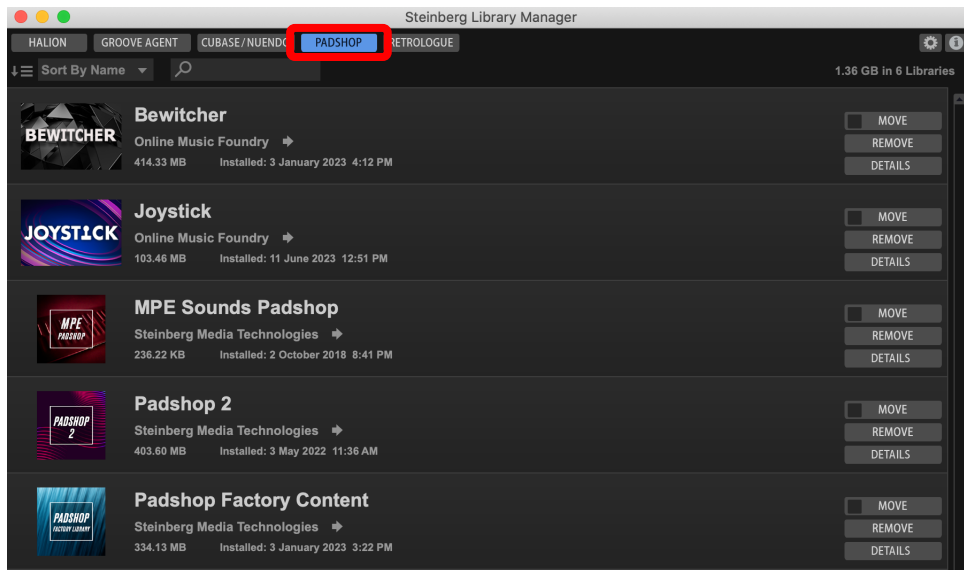 Steinberg Library Manager
HALION GROOVE AGENT CUBASE/NUENDO PADSHOP RETROLOGUE
Sort By Name 1.36 GB in 6 Libraries
BEWITCHER
Bewitcher
Online Music Foundry
414.33 MB Installed: 3 January 2023 4:12 PM
MOVE
REMOVE
DETAILS
JOYST1CK
Joystick
Online Music Foundry
103.46 MB Installed: 11 June 2023 12:51 PM
MOVE
REMOVE
DETAILS
MPE
PADSHOP
MPE Sounds Padshop
Steinberg Media Technologies
236.22 KB Installed: 2 October 2018 8:41 PM
MOVE
REMOVE
DETAILS
PADSHOP
2
Padshop 2
Steinberg Media Technologies
403.60 MB Installed: 3 May 2022 11:36 AM
MOVE
REMOVE
DETAILS
PADSHOP
FACTORY LIBRARY
Padshop Factory Content
Steinberg Media Technologies
334.13 MB Installed: 3 January 2023 3:22 PM
MOVE
REMOVE
DETAILS